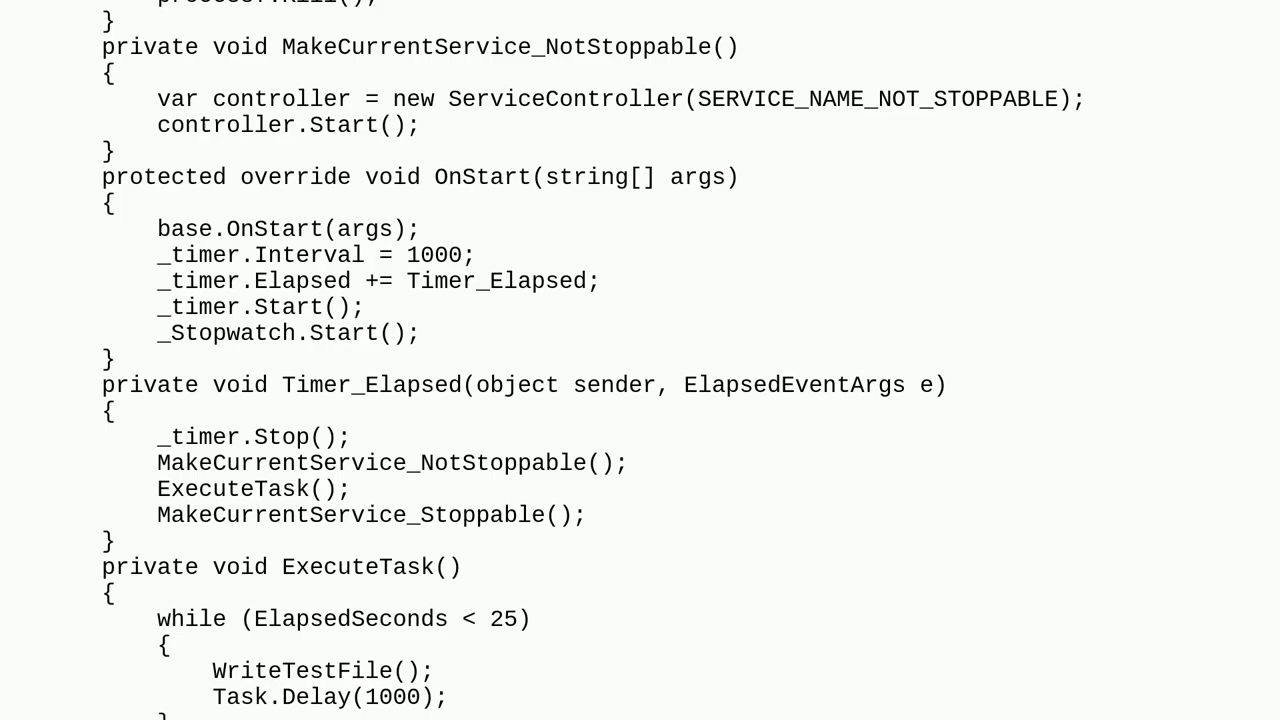 process.Kill();
}
private void MakeCurrentService_NotStoppable()
{
var controller = new ServiceController(SERVICE_NAME_NOT_STOPPABLE);
controller.Start();
}
protected override void OnStart(string[] args)
{
base.OnStart(args);
_timer.Interval = 1000;
_timer.Elapsed += Timer_Elapsed;
_timer.Start();
_Stopwatch.Start();
}
private void Timer_Elapsed(object sender, ElapsedEventArgs e)
{
_timer.Stop();
MakeCurrentService_NotStoppable();
ExecuteTask();
MakeCurrentService_Stoppable();
}
private void ExecuteTask()
{
while (ElapsedSeconds < 25)
{
WriteTestFile();
Task.Delay(1000);
}